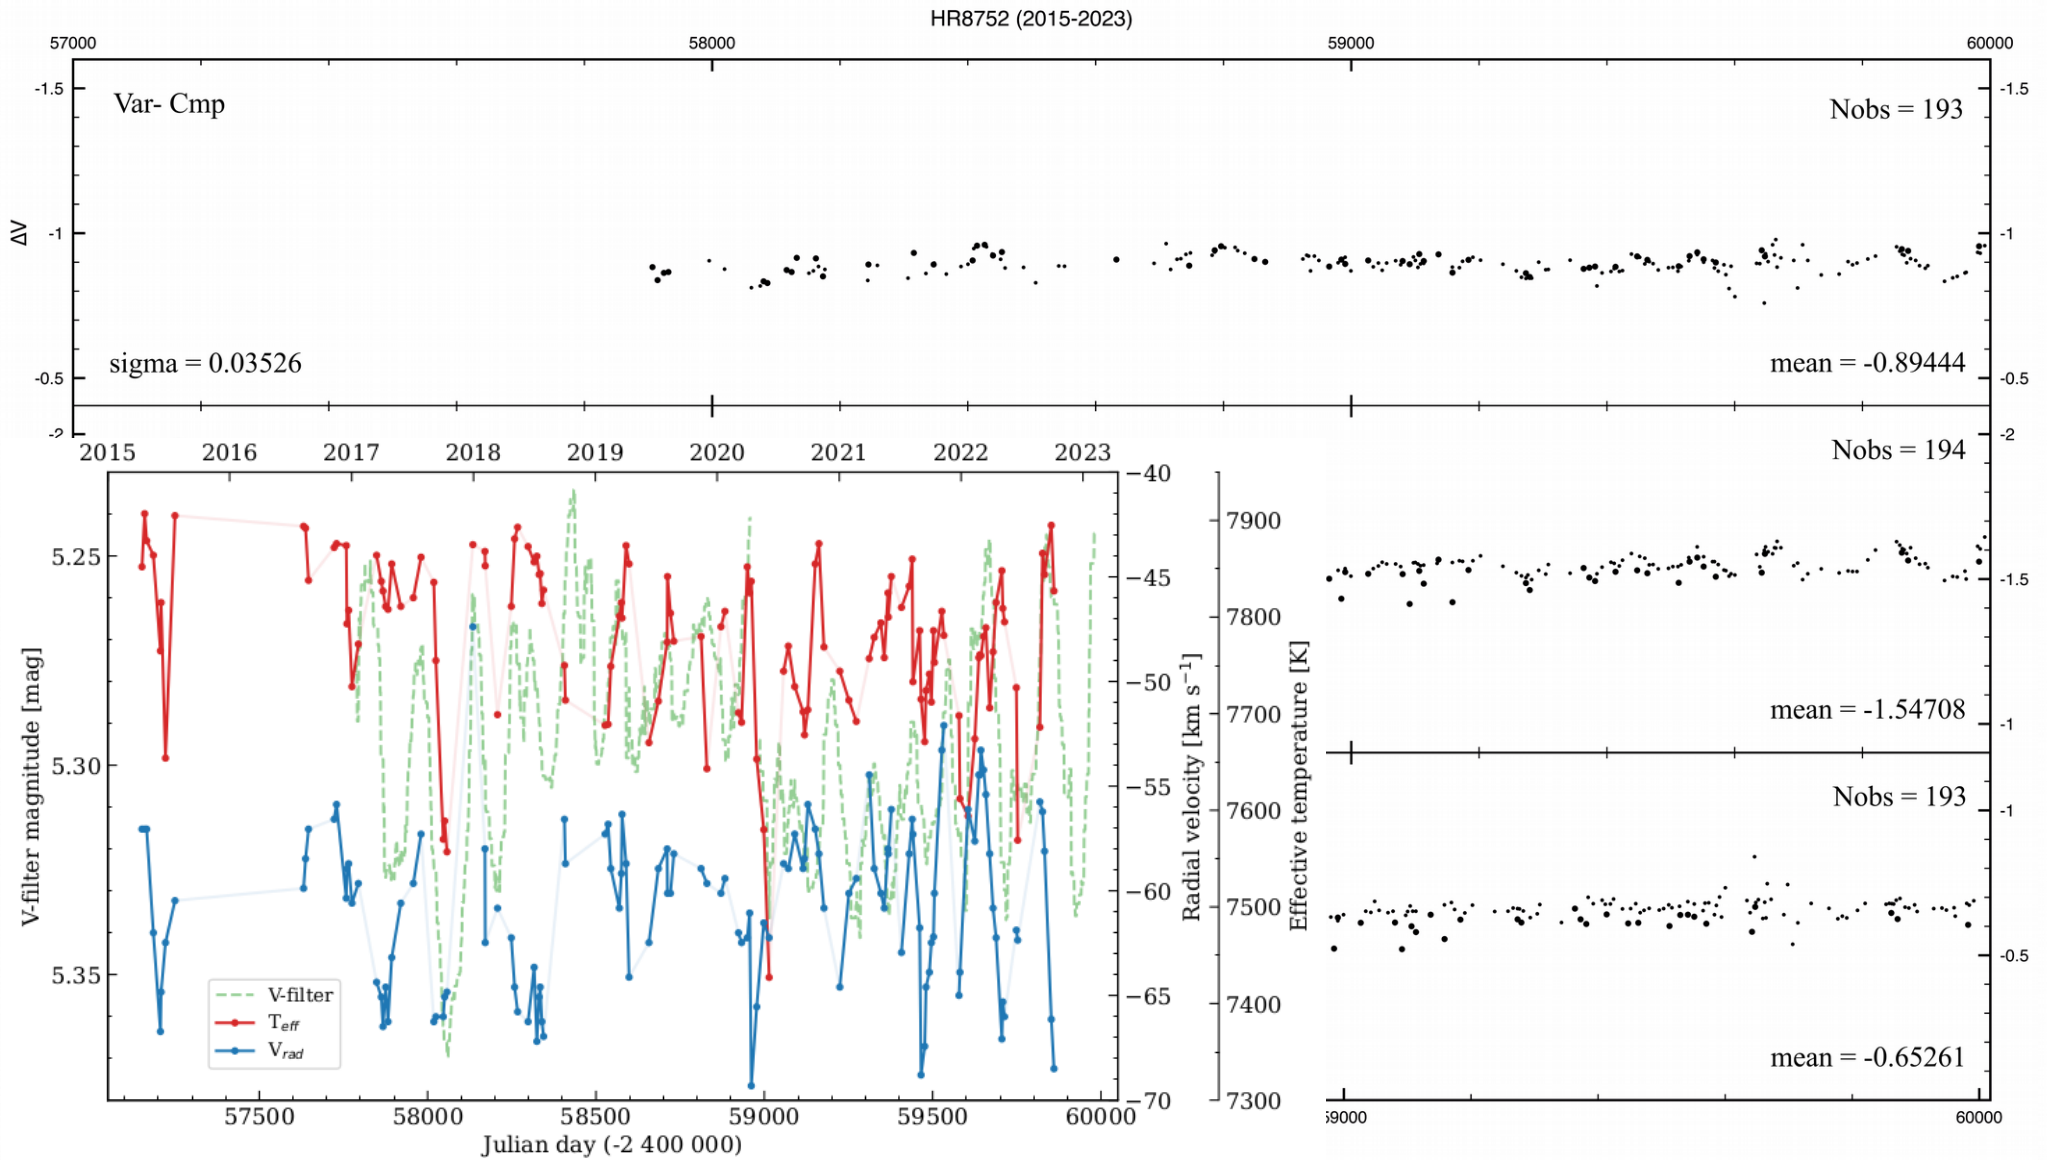 HR8752 (2015-2023)
57000 58000 59000 60000
-1.5 -1.5
Var- Cmp Nobs = 193
ΔV
-1 -1
sigma = 0.03526 mean = -0.89444
-0.5 -0.5
-2 -2
2015 2016 2017 2018 2019 2020 2021 2022 2023
Nobs = 194
-1.5
mean = -1.54708
-1
Nobs = 193
-1
-0.5
mean = -0.65261
59000 60000
V-filter magnitude [mag]
5.25
5.30
5.35
−40
−45
−50
−55
−60
−65
−70
Radial velocity [km s⁻¹]
7900
7800
7700
7600
7500
7400
7300
Effective temperature [K]
V-filter
T_eff
V_rad
57500 58000 58500 59000 59500 60000
Julian day (-2 400 000)